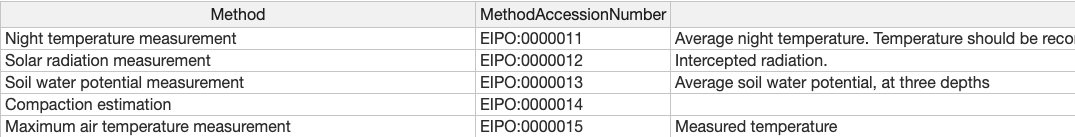 Method MethodAccessionNumber
Night temperature measurement EIPO:0000011 Average night temperature. Temperature should be
Solar radiation measurement EIPO:0000012 Intercepted radiation.
Soil water potential measurement EIPO:0000013 Average soil water potential, at three depths
Compaction estimation EIPO:0000014
Maximum air temperature measurement EIPO:0000015 Measured temperature